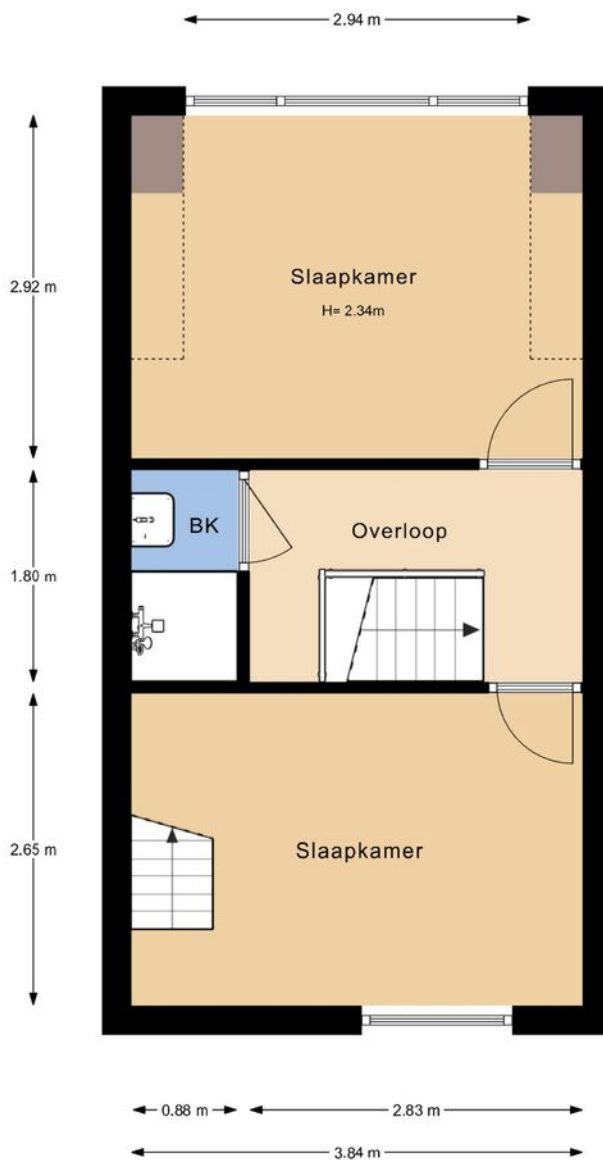 2.94 m
2.92 m
Slaapkamer
H= 2.34m
1.80 m
BK
Overloop
2.65 m
Slaapkamer
0.88 m
2.83 m
3.84 m